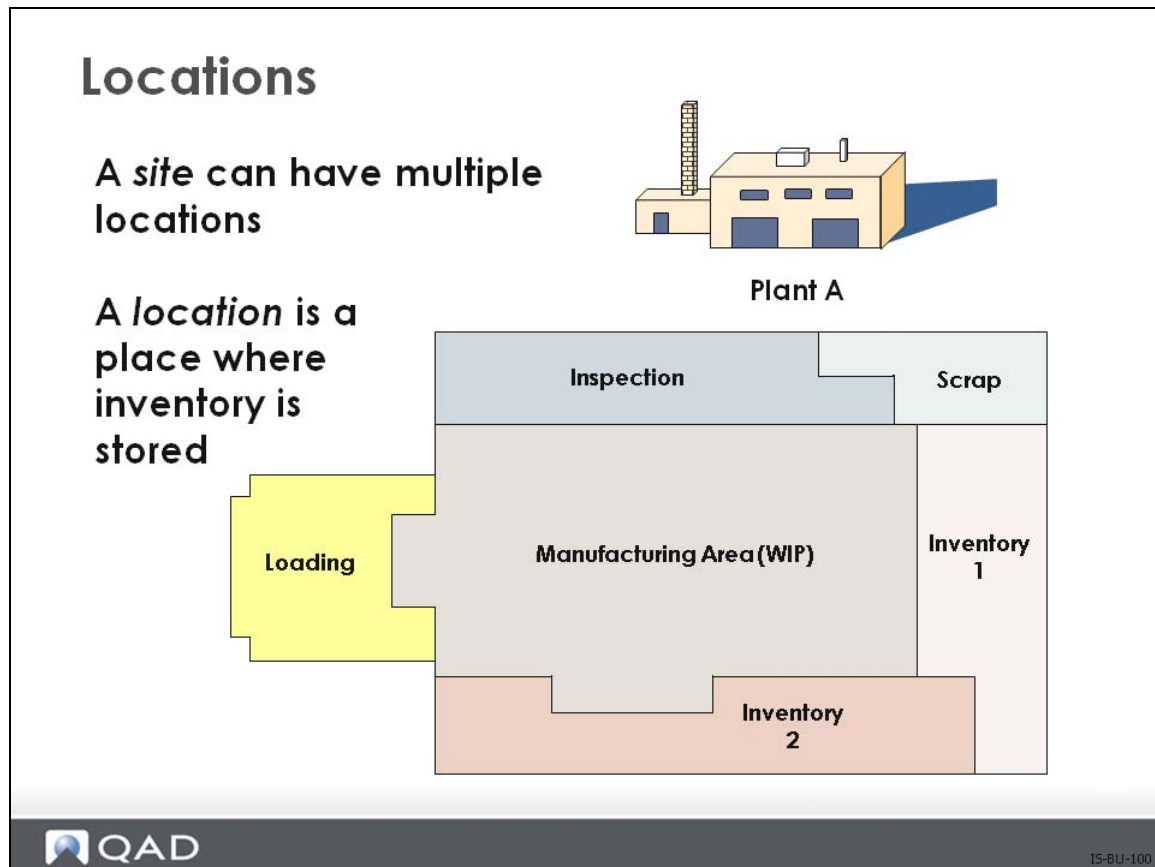 Locations
A site can have multiple
locations
A location is a
place where
inventory is
stored
Plant A
Inspection
Scrap
Loading
Manufacturing Area (WIP)
Inventory
1
Inventory
2
QAD
IS-BU-100